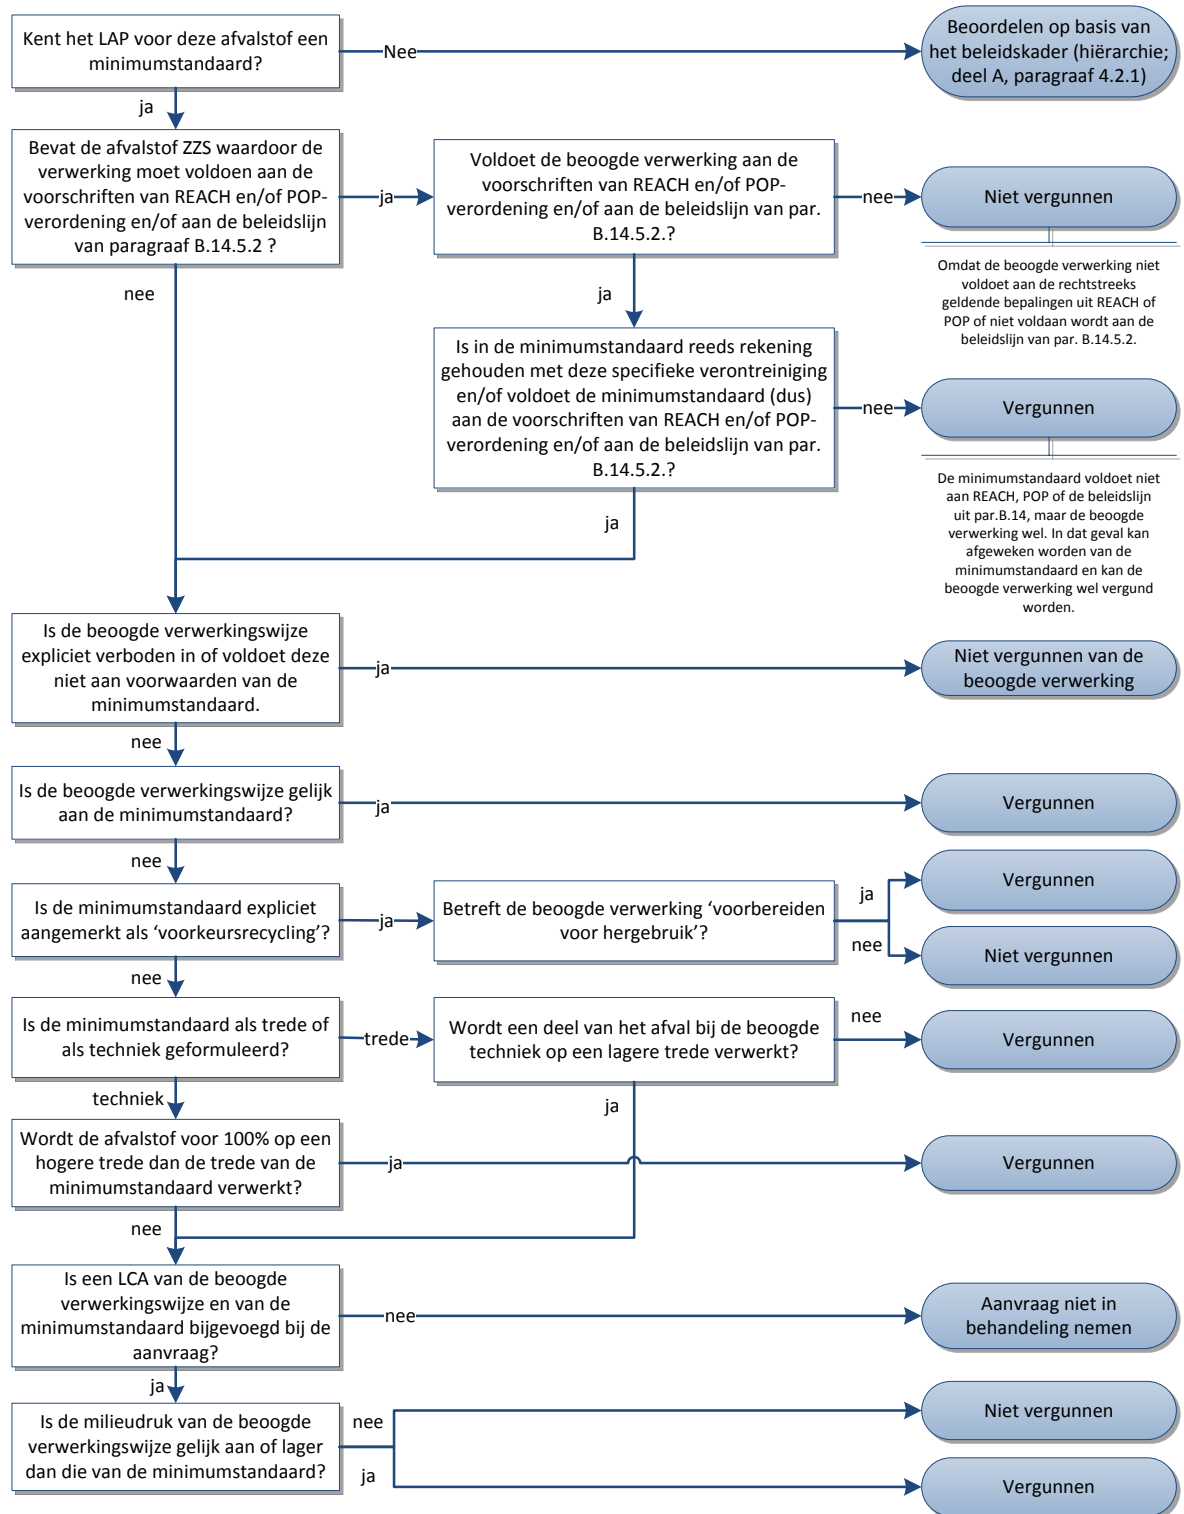 Kent het LAP voor deze afvalstof een
minimumstandaard?
Nee
Beoordelen op basis van
het beleidskader (hiërarchie;
deel A, paragraaf 4.2.1)
ja
Bevat de afvalstof ZZS waardoor de
verwerking moet voldoen aan de
voorschriften van REACH en/of POP-
verordening en/of aan de beleidslijn
van paragraaf B.14.5.2 ?
ja
Voldoet de beoogde verwerking aan de
voorschriften van REACH en/of POP-
verordening en/of aan de beleidslijn van par.
B.14.5.2.?
nee
Niet vergunnen
Omdat de beoogde verwerking niet
voldoet aan de rechtstreeks
geldende bepalingen uit REACH of
POP of niet voldaan wordt aan de
beleidslijn van par. B.14.5.2.
nee
ja
Is in de minimumstandaard reeds rekening
gehouden met deze specifieke verontreiniging
en/of voldoet de minimumstandaard (dus)
aan de voorschriften van REACH en/of POP-
verordening en/of aan de beleidslijn van par.
B.14.5.2.?
nee
Vergunnen
De minimumstandaard voldoet niet
aan REACH, POP of de beleidslijn
uit par.B.14, maar de beoogde
verwerking wel. In dat geval kan
afgeweken worden van de
minimumstandaard en kan de
beoogde verwerking wel vergund
worden.
ja
Is de beoogde verwerkingswijze
expliciet verboden in of voldoet deze
niet aan voorwaarden van de
minimumstandaard.
ja
Niet vergunnen van de
beoogde verwerking
nee
Is de beoogde verwerkingswijze gelijk
aan de minimumstandaard?
ja
Vergunnen
nee
Is de minimumstandaard expliciet
aangemerkt als 'voorkeursrecycling'?
ja
Betreft de beoogde verwerking ‘voorbereiden
voor hergebruik’?
ja
Vergunnen
nee
Niet vergunnen
nee
Is de minimumstandaard als trede of
als techniek geformuleerd?
trede
Wordt een deel van het afval bij de beoogde
techniek op een lagere trede verwerkt?
nee
Vergunnen
techniek
ja
Wordt de afvalstof voor 100% op een
hogere trede dan de trede van de
minimumstandaard verwerkt?
ja
Vergunnen
nee
Is een LCA van de beoogde
verwerkingswijze en van de
minimumstandaard bijgevoegd bij de
aanvraag?
nee
Aanvraag niet in
behandeling nemen
ja
Is de milieudruk van de beoogde
verwerkingswijze gelijk aan of lager
dan die van de minimumstandaard?
nee
Niet vergunnen
ja
Vergunnen